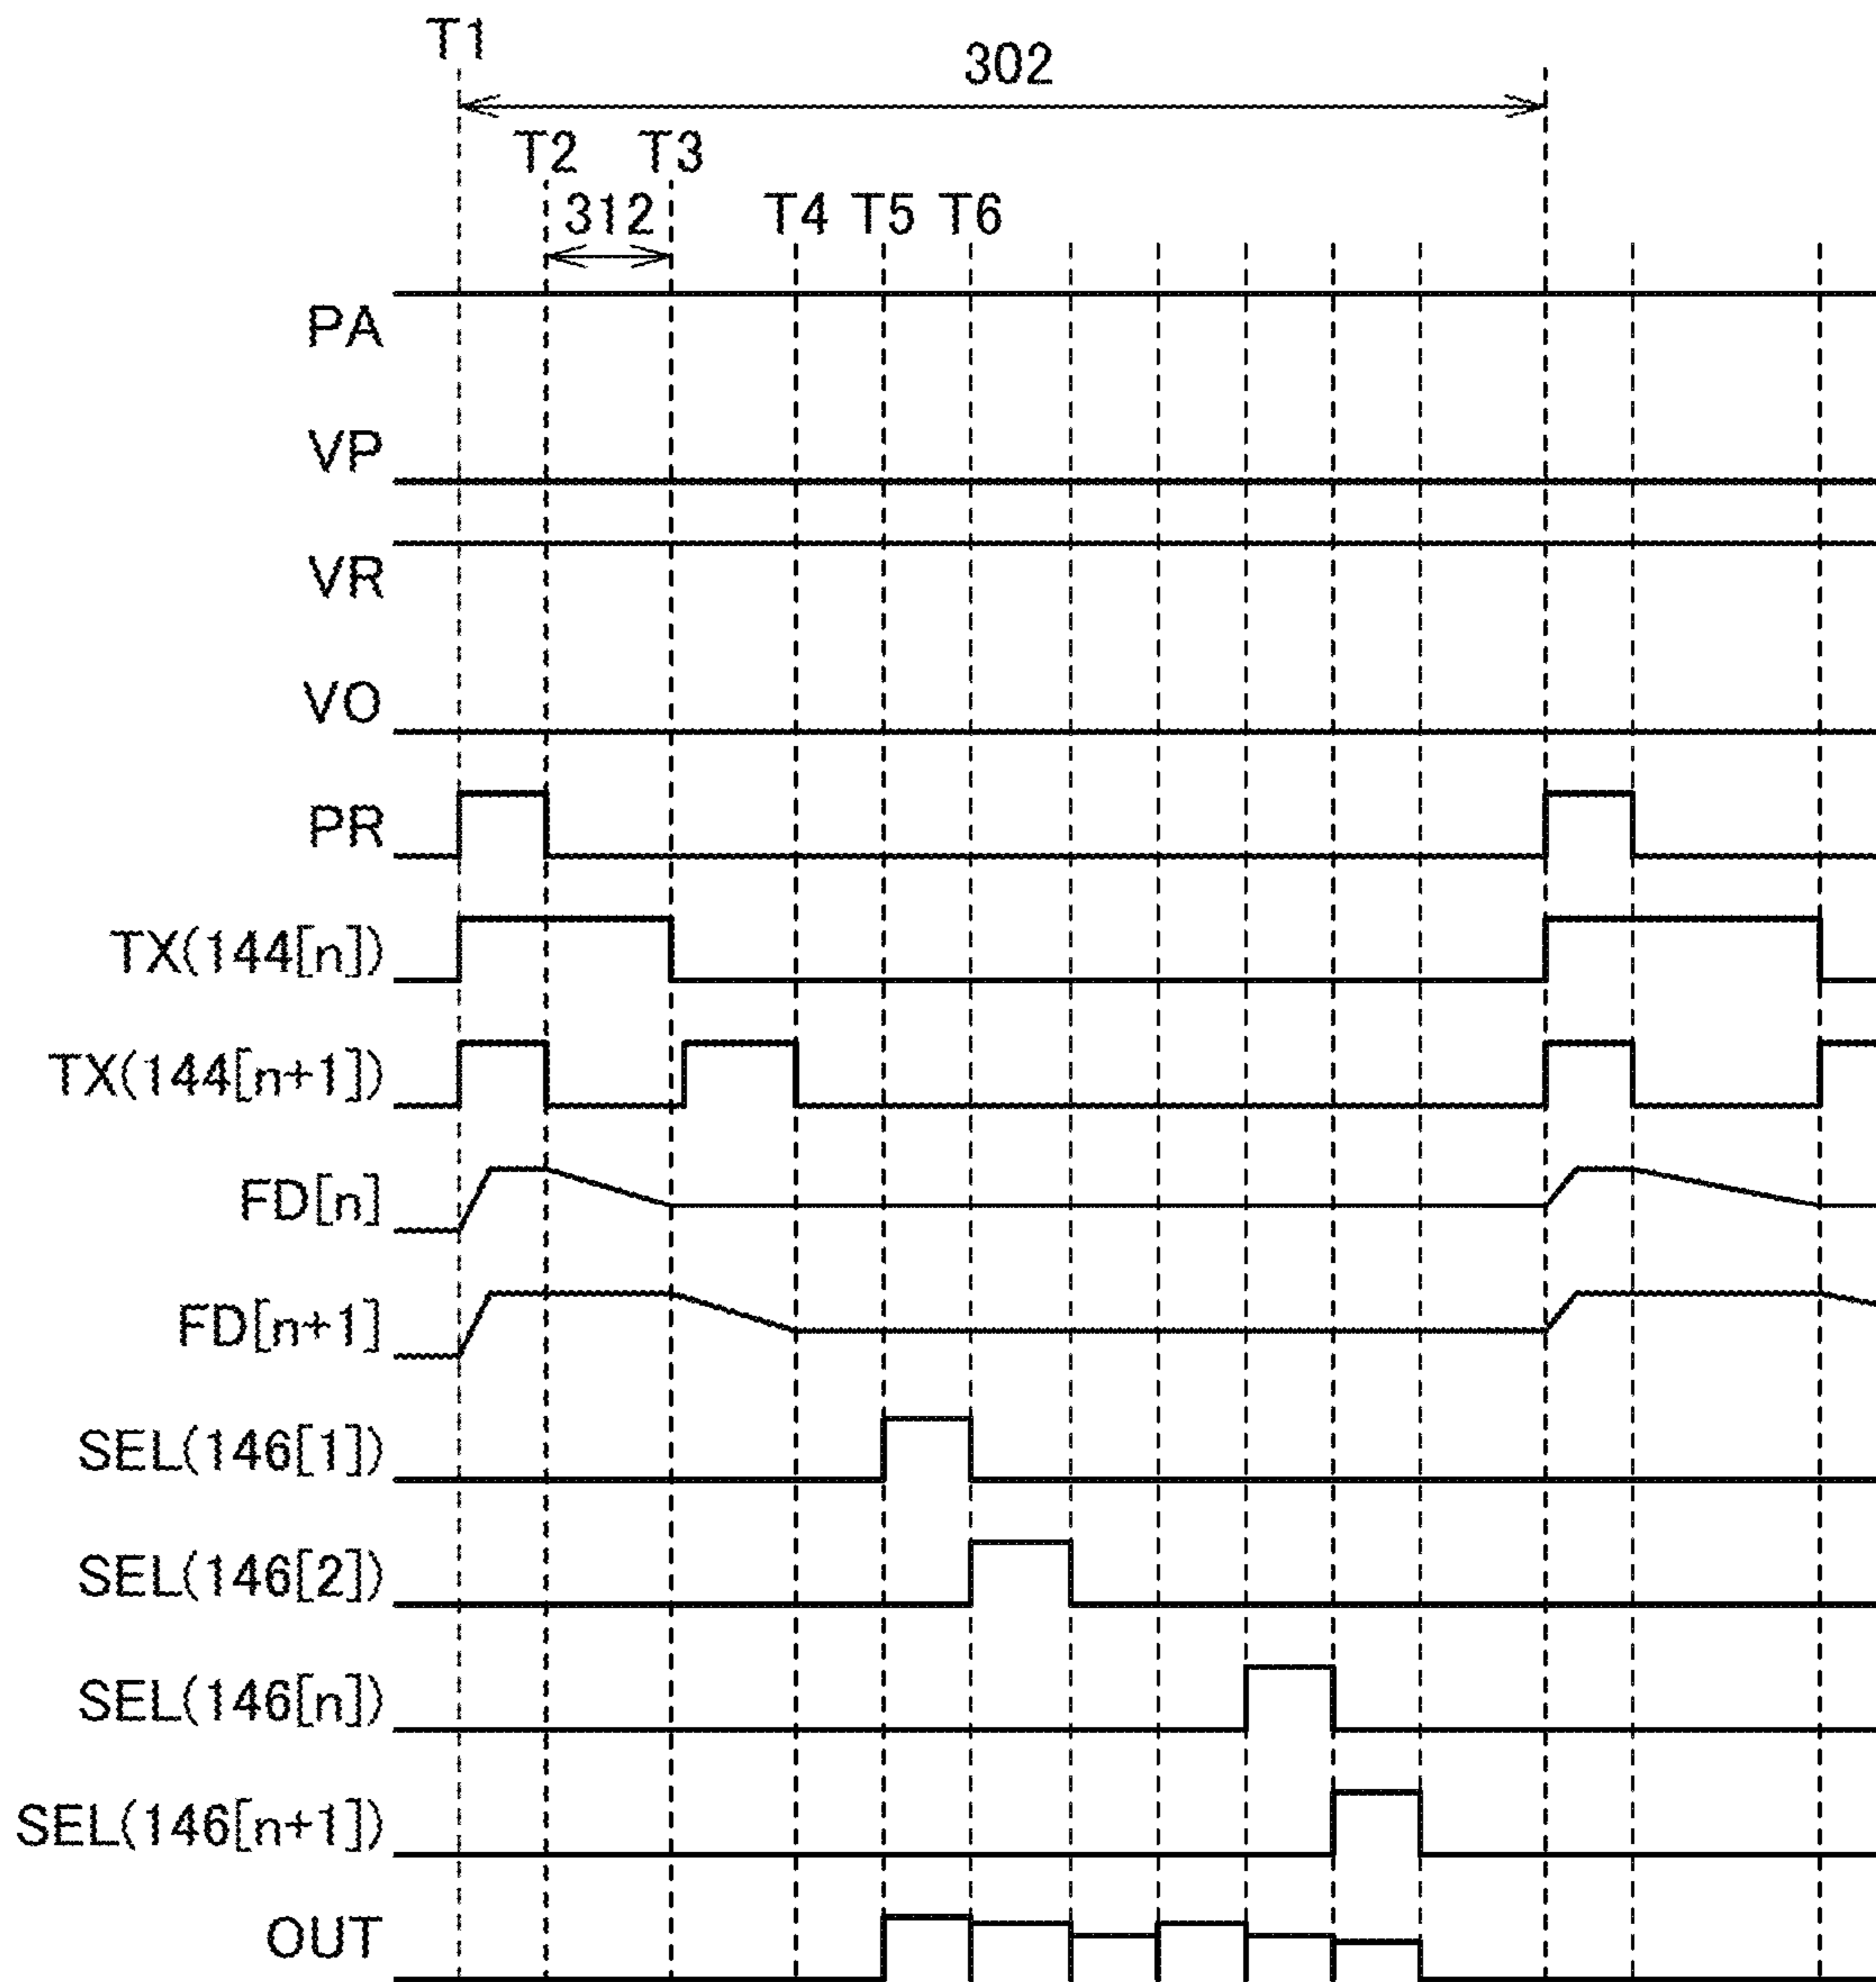 T1
302
T2 T3
312
T4 T5 T6
PA
VP
VR
VO
PR
TX(144[n])
TX(144[n+1])
FD[n]
FD[n+1]
SEL(146[1])
SEL(146[2])
SEL(146[n])
SEL(146[n+1])
OUT